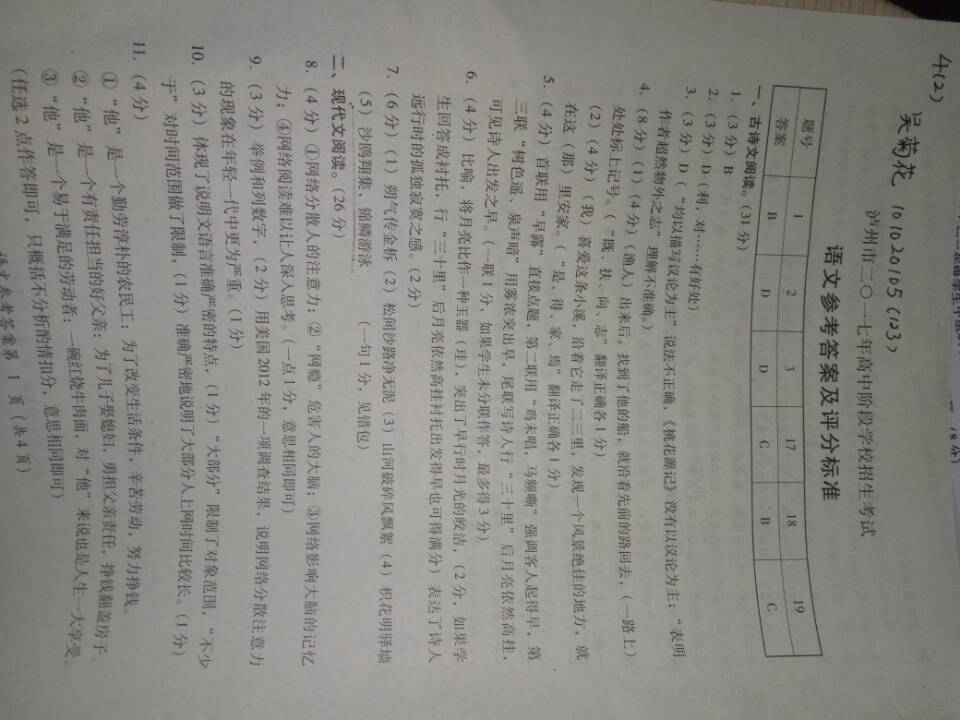 4(2)
吴菊花 101020105(123)
泸州市二〇一七年高中阶段学校招生考试
语文参考答案及评分标准
题号 1 2 3 17 18 19
答案 B D D C B C
一、古诗文阅读。（31 分）
1.（3 分）B
2.（3 分）D（利，对……有好处）
3.（3 分）D（“均以描写议论为主”说法不正确，《桃花源记》没有以议论为主；“表明
作者超然物外之志”理解不准确。）
4.（8 分）（1）（4 分）（渔人）出来后，找到了他的船，就沿着先前的路回去，（一路上）
处处标上记号。（“既、扶、向、志”翻译正确各 1 分）
（2）（4 分）（我）喜爱这条小溪，沿着它走了二三里，发现一个风景绝佳的地方，就
在这（那）里安家。（“是、得、家、焉”翻译正确各 1 分）
5.（4 分）首联用“早露”直接点题，第二联用“鸡未唱，马频嘶”强调客人起得早，第
三联“树色遥、泉声暗”用雾浓突出早，尾联写诗人行“三十里”后月亮依然高挂，
可见诗人出发之早。（一联 1 分，如果学生未分联作答，最多得 3 分）
6.（4 分）比喻，将月亮比作一种玉器（珪），突出了早行时月光的皎洁，（2 分，如果学
生回答成衬托，行“三十里”后月亮依然高挂衬托出发得早也可得满分）表达了诗人
远行时的孤独寂寞之感。（2 分）
7.（6 分）（1）朔气传金柝（2）松间沙路净无泥（3）山河破碎风飘絮（4）枳花明驿墙
（5）沙鸥翔集，锦鳞游泳 （一句 1 分，见错包）
二、现代文阅读。（26 分）
8.（4 分）①网络分散人的注意力；②“网瘾”危害人的大脑；③网络影响大脑的记忆
力；④网络阅读难以让人深入思考。（一点 1 分，意思相同即可）
9.（3 分）举例和列数字，（2 分）用美国 2012 年的一项调查结果，说明网络分散注意力
的现象在年轻一代中更为严重。（1 分）
10.（3 分）体现了说明文语言准确严密的特点，（1 分）“大部分”限制了对象范围，“不少
于”对时间范围做了限制，（1 分）准确严密地说明了大部分人上网时间比较长。（1 分）
11.（4 分）
①“他”是一个勤劳淳朴的农民工：为了改变生活条件，辛苦劳动，努力挣钱。
②“他”是一个有责任担当的好父亲：为了儿子娶媳妇，勇担父亲责任，挣钱翻盖房子。
③“他”是一个易于满足的劳动者：一碗红烧牛肉面，对“他”来说也是人生一大享受。
（任选 2 点作答即可，只概括不分析酌情扣分，意思相同即可）
语文参考答案第 1 页（共 4 页）